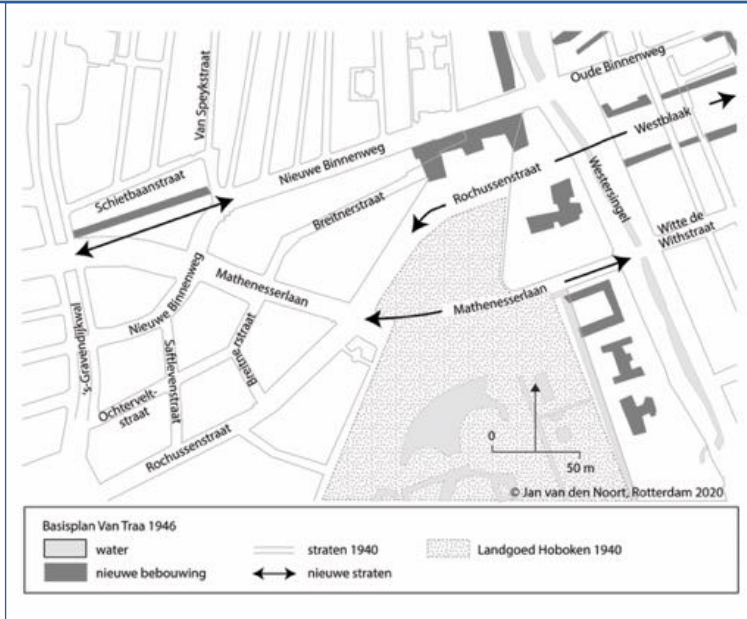 Oude Binnenweg
Van Speykstraat
Westblaak
Nieuwe Binnenweg
Schietbaanstraat
Rochussenstraat
Westersingel
Breitnerstraat
Witte de
Withstraat
Mathenesserlaan
Mathenesserlaan
Nieuwe Binnenweg
's-Gravendijkwal
Saftlevenstraat
Breitnerstraat
Ochtervelt-
straat
Rochussenstraat
0
50 m
© Jan van den Noort, Rotterdam 2020
Basisplan Van Traa 1946
water
straten 1940
Landgoed Hoboken 1940
nieuwe bebouwing
nieuwe straten